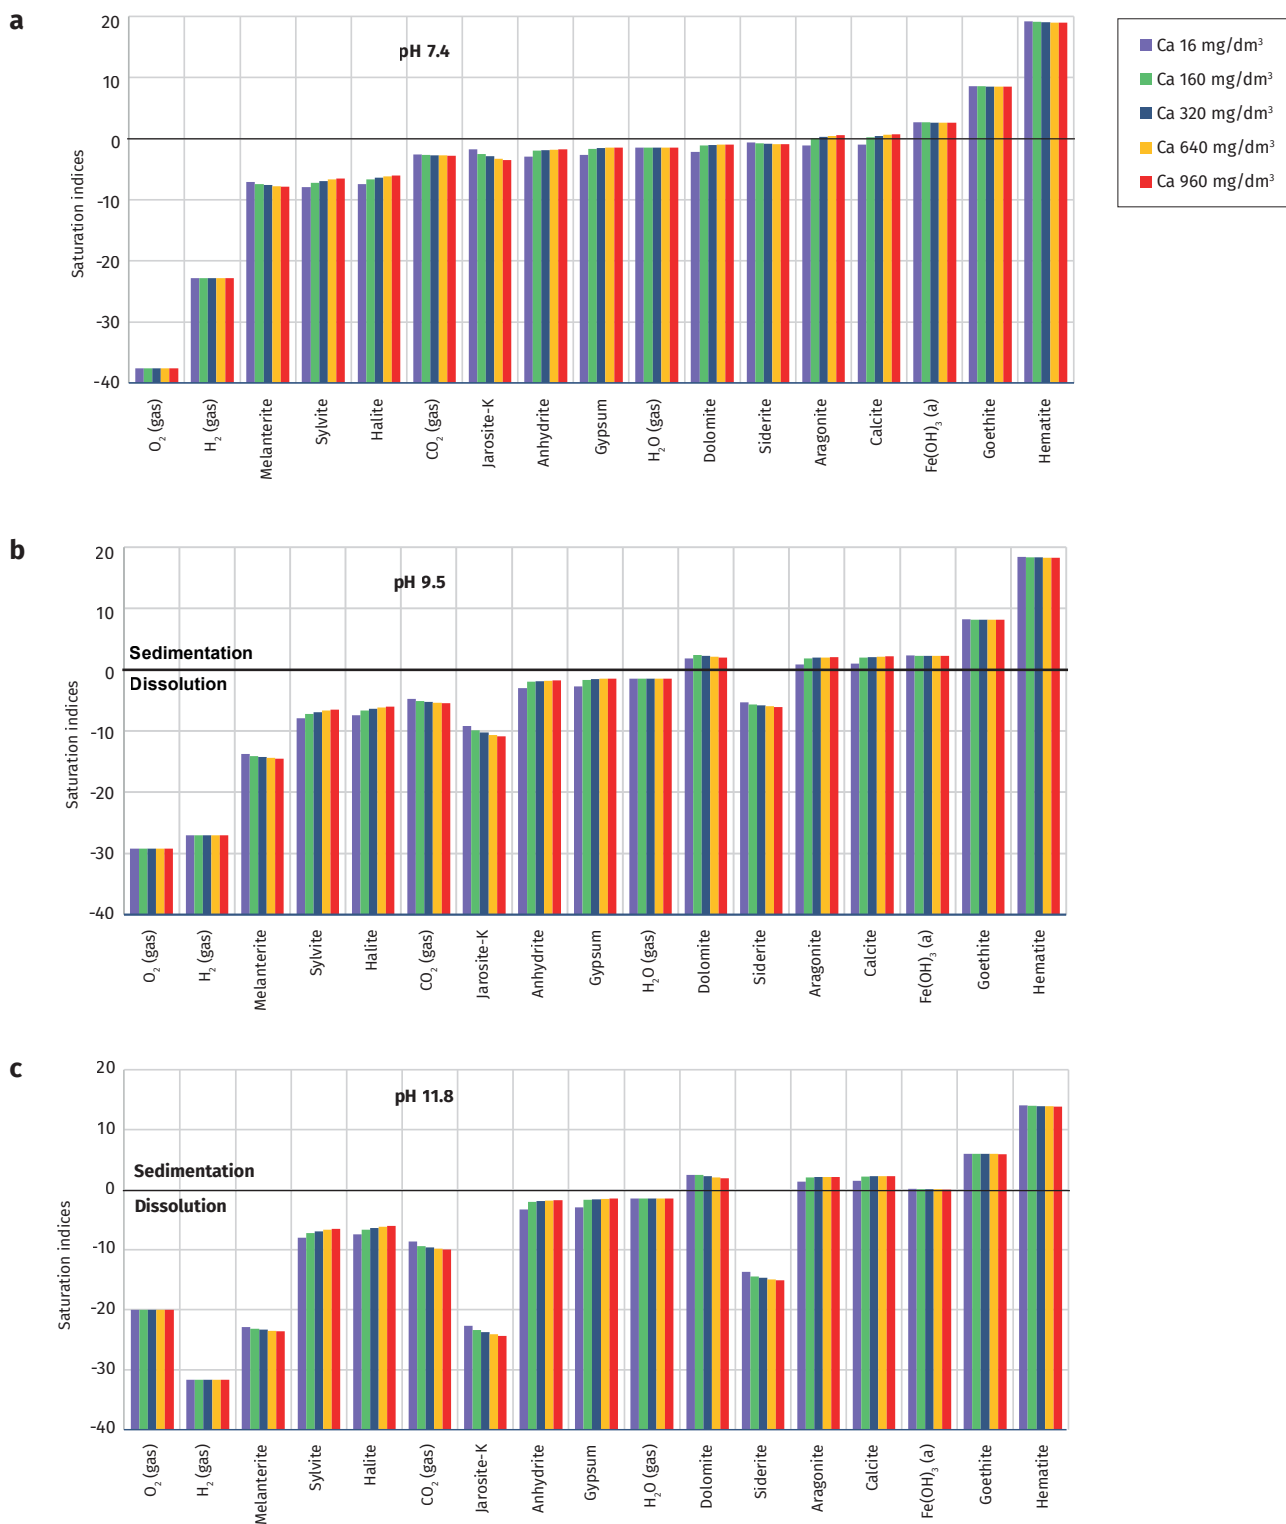 a
pH 7.4
Saturation indices
20
10
0
-10
-20
-30
-40
O₂ (gas)
H₂ (gas)
Melanterite
Sylvite
Halite
CO₂ (gas)
Jarosite-K
Anhydrite
Gypsum
H₂O (gas)
Dolomite
Siderite
Aragonite
Calcite
Fe(OH)₃ (a)
Goethite
Hematite
Ca 16 mg/dm³
Ca 160 mg/dm³
Ca 320 mg/dm³
Ca 640 mg/dm³
Ca 960 mg/dm³
b
pH 9.5
Sedimentation
Dissolution
Saturation indices
20
10
0
-10
-20
-30
-40
O₂ (gas)
H₂ (gas)
Melanterite
Sylvite
Halite
CO₂ (gas)
Jarosite-K
Anhydrite
Gypsum
H₂O (gas)
Dolomite
Siderite
Aragonite
Calcite
Fe(OH)₃ (a)
Goethite
Hematite
c
pH 11.8
Sedimentation
Dissolution
Saturation indices
20
10
0
-10
-20
-30
-40
O₂ (gas)
H₂ (gas)
Melanterite
Sylvite
Halite
CO₂ (gas)
Jarosite-K
Anhydrite
Gypsum
H₂O (gas)
Dolomite
Siderite
Aragonite
Calcite
Fe(OH)₃ (a)
Goethite
Hematite